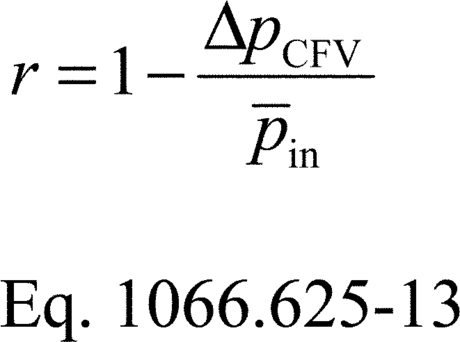 r = 1 − Δp_CFV / p̅_in
Eq. 1066.625-13